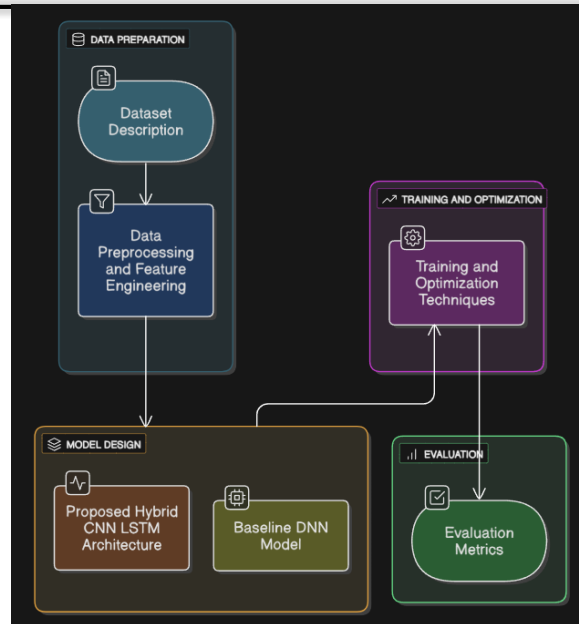 DATA PREPARATION
Dataset
Description
Data
Preprocessing
and Feature
Engineering
TRAINING AND OPTIMIZATION
Training and
Optimization
Techniques
MODEL DESIGN
Proposed Hybrid
CNN LSTM
Architecture
Baseline DNN
Model
EVALUATION
Evaluation
Metrics